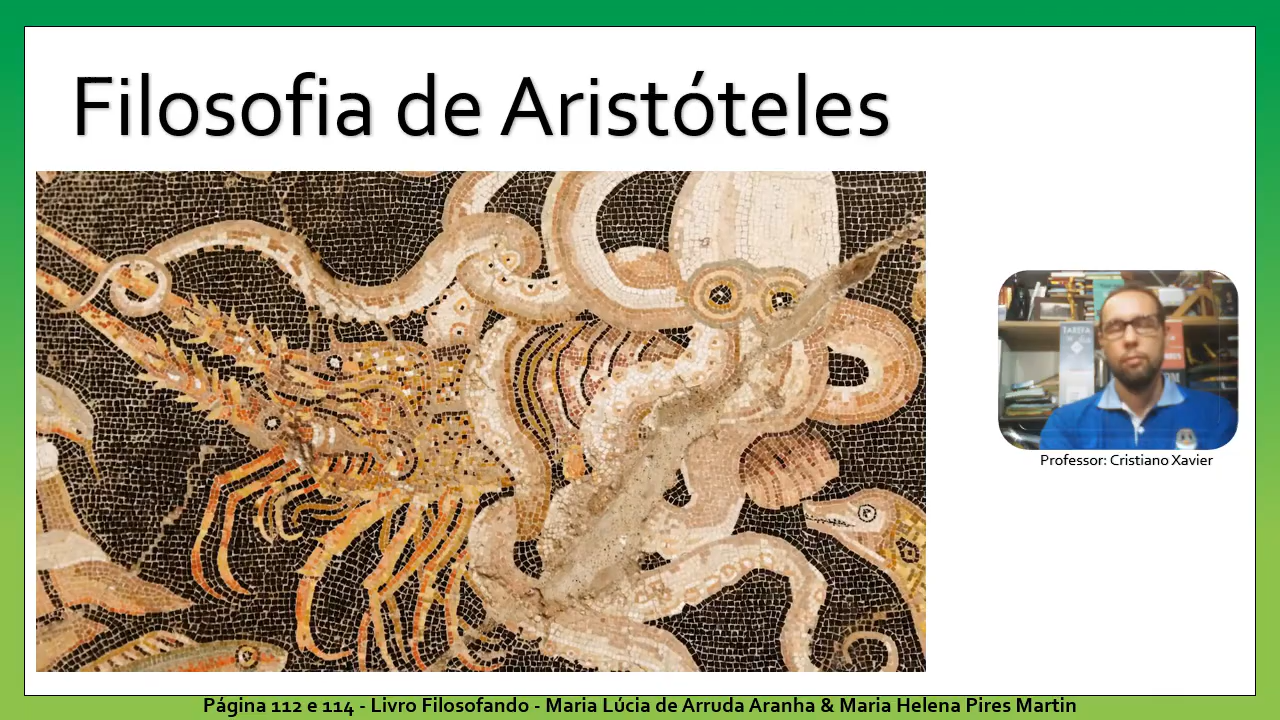 Filosofia de Aristóteles
TAREFA
Professor: Cristiano Xavier
Página 112 e 114 - Livro Filosofando - Maria Lúcia de Arruda Aranha & Maria Helena Pires Martin